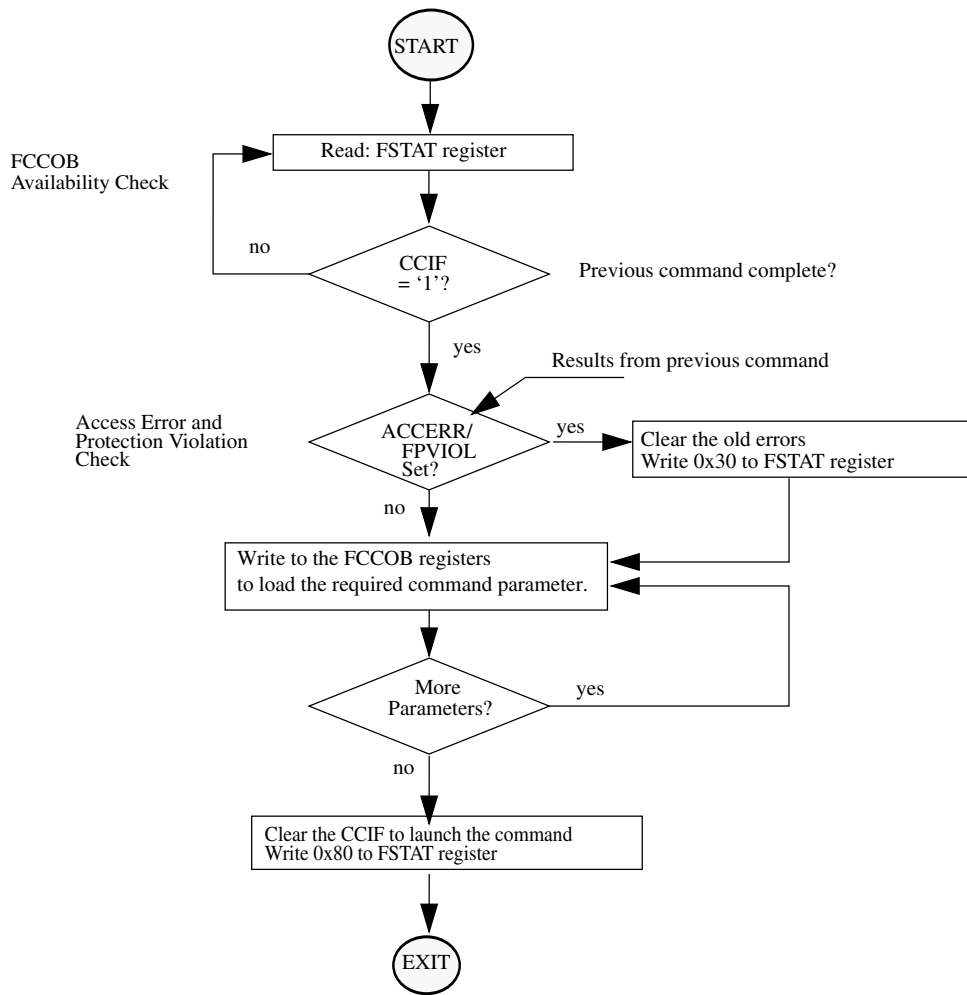 START
Read: FSTAT register
FCCOB
Availability Check
no
CCIF
= ‘1’?
Previous command complete?
yes
Results from previous command
Access Error and
Protection Violation
Check
ACCERR/
FPVIOL
Set?
yes
Clear the old errors
Write 0x30 to FSTAT register
no
Write to the FCCOB registers
to load the required command parameter.
More
Parameters?
yes
no
Clear the CCIF to launch the command
Write 0x80 to FSTAT register
EXIT